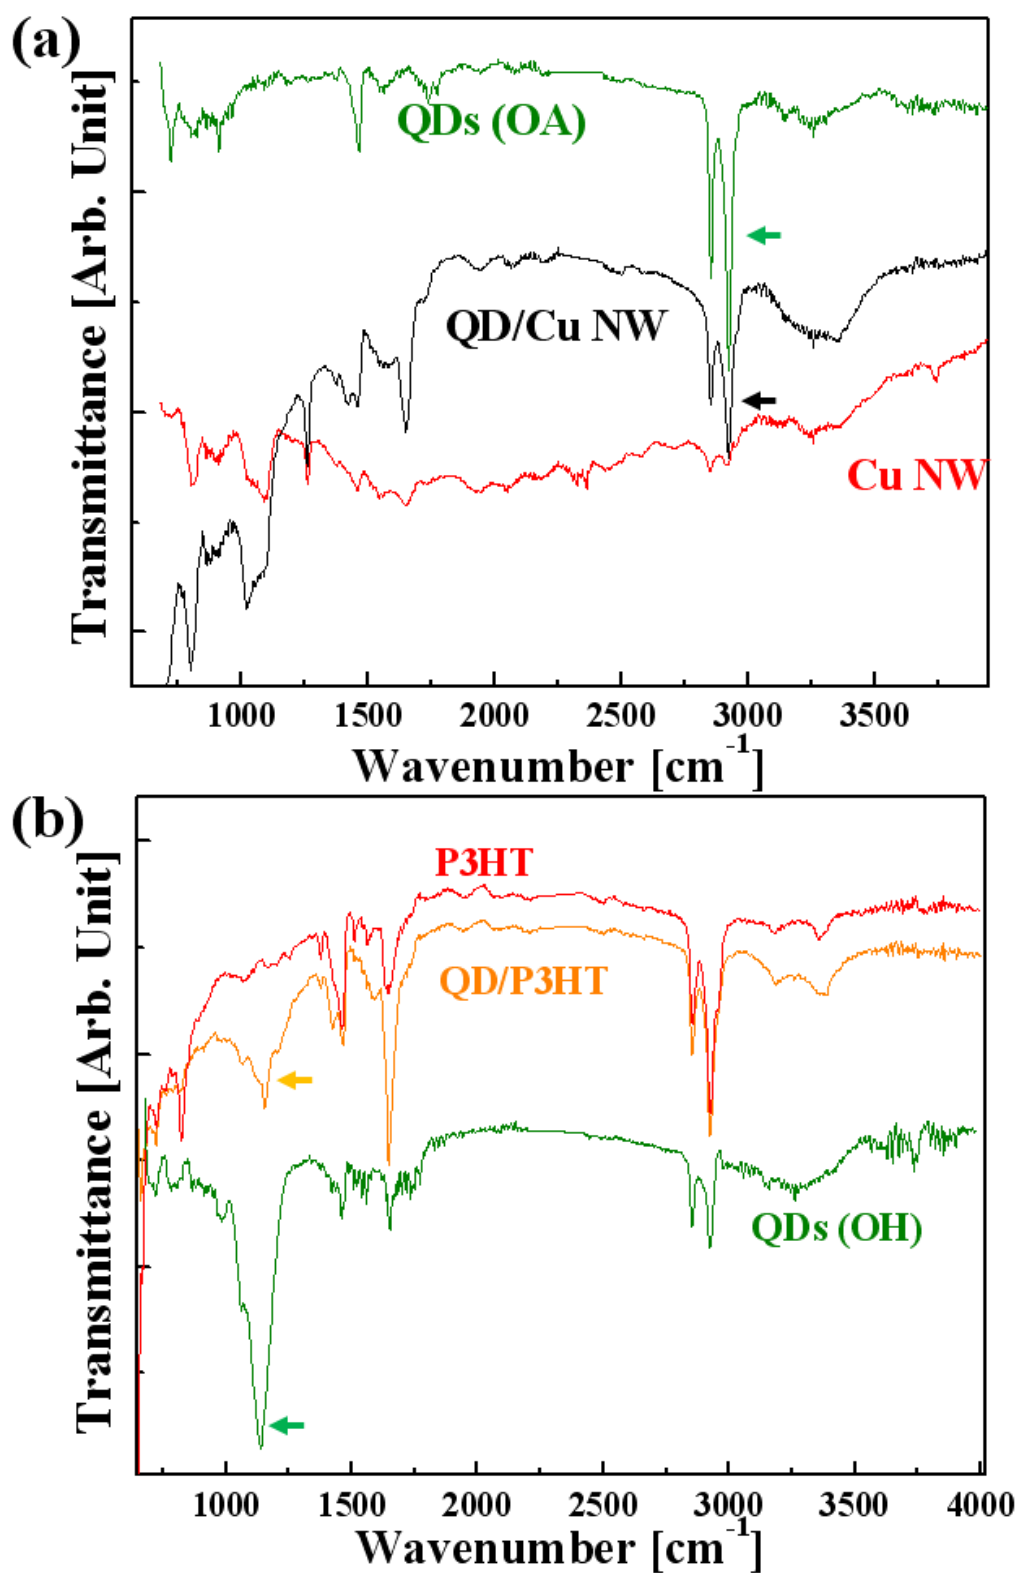 (a)
Transmittance [Arb. Unit]
QDs (OA)
QD/Cu NW
Cu NW
1000 1500 2000 2500 3000 3500
Wavenumber [cm⁻¹]
(b)
Transmittance [Arb. Unit]
P3HT
QD/P3HT
QDs (OH)
1000 1500 2000 2500 3000 3500 4000
Wavenumber [cm⁻¹]